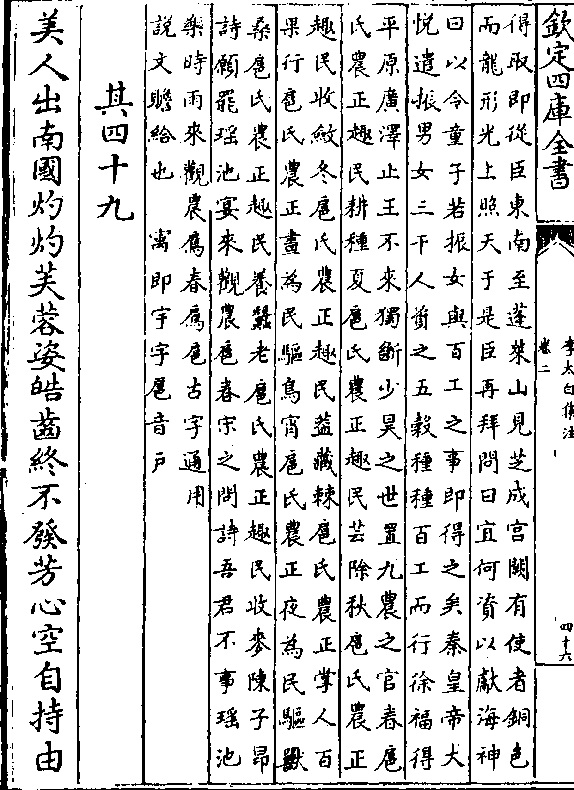 欽定四庫全書
李太白集注
卷二
四十六
得取即從臣東南至蓬萊山見芝成宮闕有使者銅色
而龍形光上照天于是臣再拜問曰宜何資以獻海神
曰以令童子若振女與百工之事即得之矣秦皇帝大
悅遣振男女三千人資之五穀種種百工而行徐福得
平原廣澤止王不來獨斷少昊之世置九農之官春扈
氏農正趣民耕種夏扈氏農正趣民芸除秋扈氏農正
趣民收斂冬扈氏農正趣民蓋藏棘扈氏農正掌人百
果行扈氏農正晝為民驅鳥宵扈氏農正夜為民驅獸
桑扈氏農正趣民養蠶老扈氏農正趣民收麥陳子昂
詩願罷瑤池宴來觀農扈春宋之問詩吾君不事瑤池
樂時雨來觀農鳸春鳸扈古字通用
說文贍給也　寓即宇字扈音戶
其四十九
美人出南國灼灼芙蓉姿皓齒終不發芳心空自持由